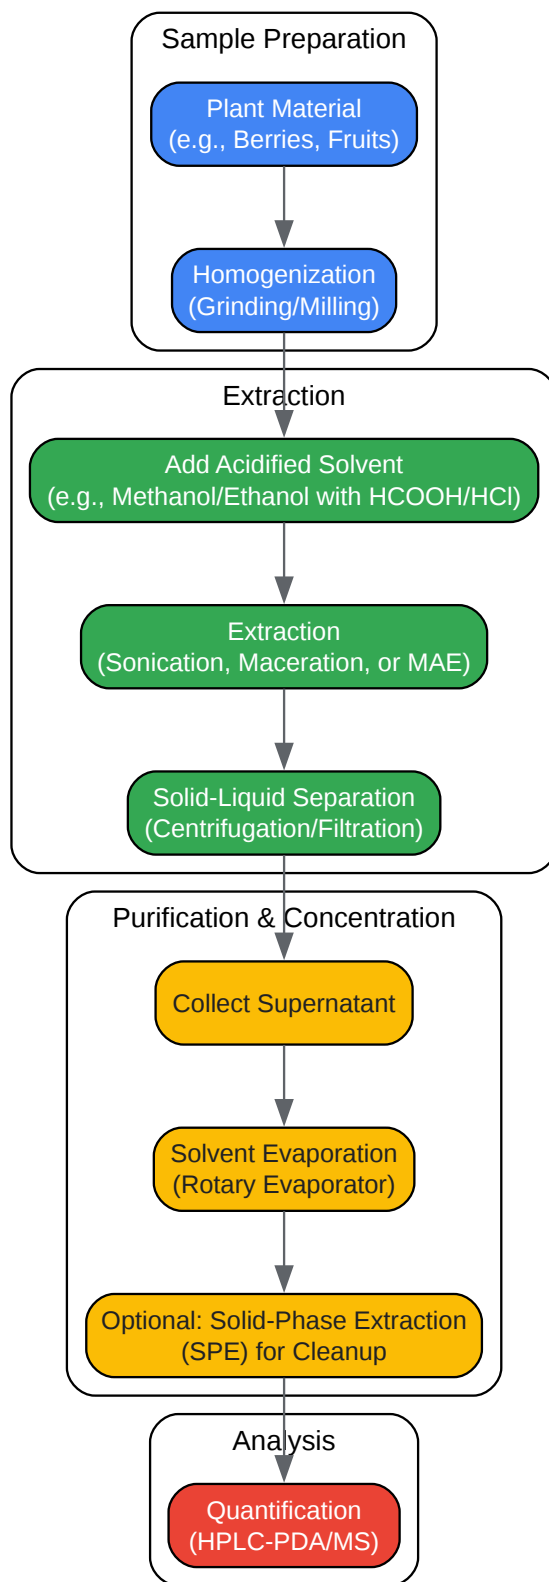 Sample Preparation
Plant Material
(e.g., Berries, Fruits)
Homogenization
(Grinding/Milling)
Extraction
Add Acidified Solvent
(e.g., Methanol/Ethanol with HCOOH/HCl)
Extraction
(Sonication, Maceration, or MAE)
Solid-Liquid Separation
(Centrifugation/Filtration)
Purification & Concentration
Collect Supernatant
Solvent Evaporation
(Rotary Evaporator)
Optional: Solid-Phase Extraction
(SPE) for Cleanup
Analysis
Quantification
(HPLC-PDA/MS)